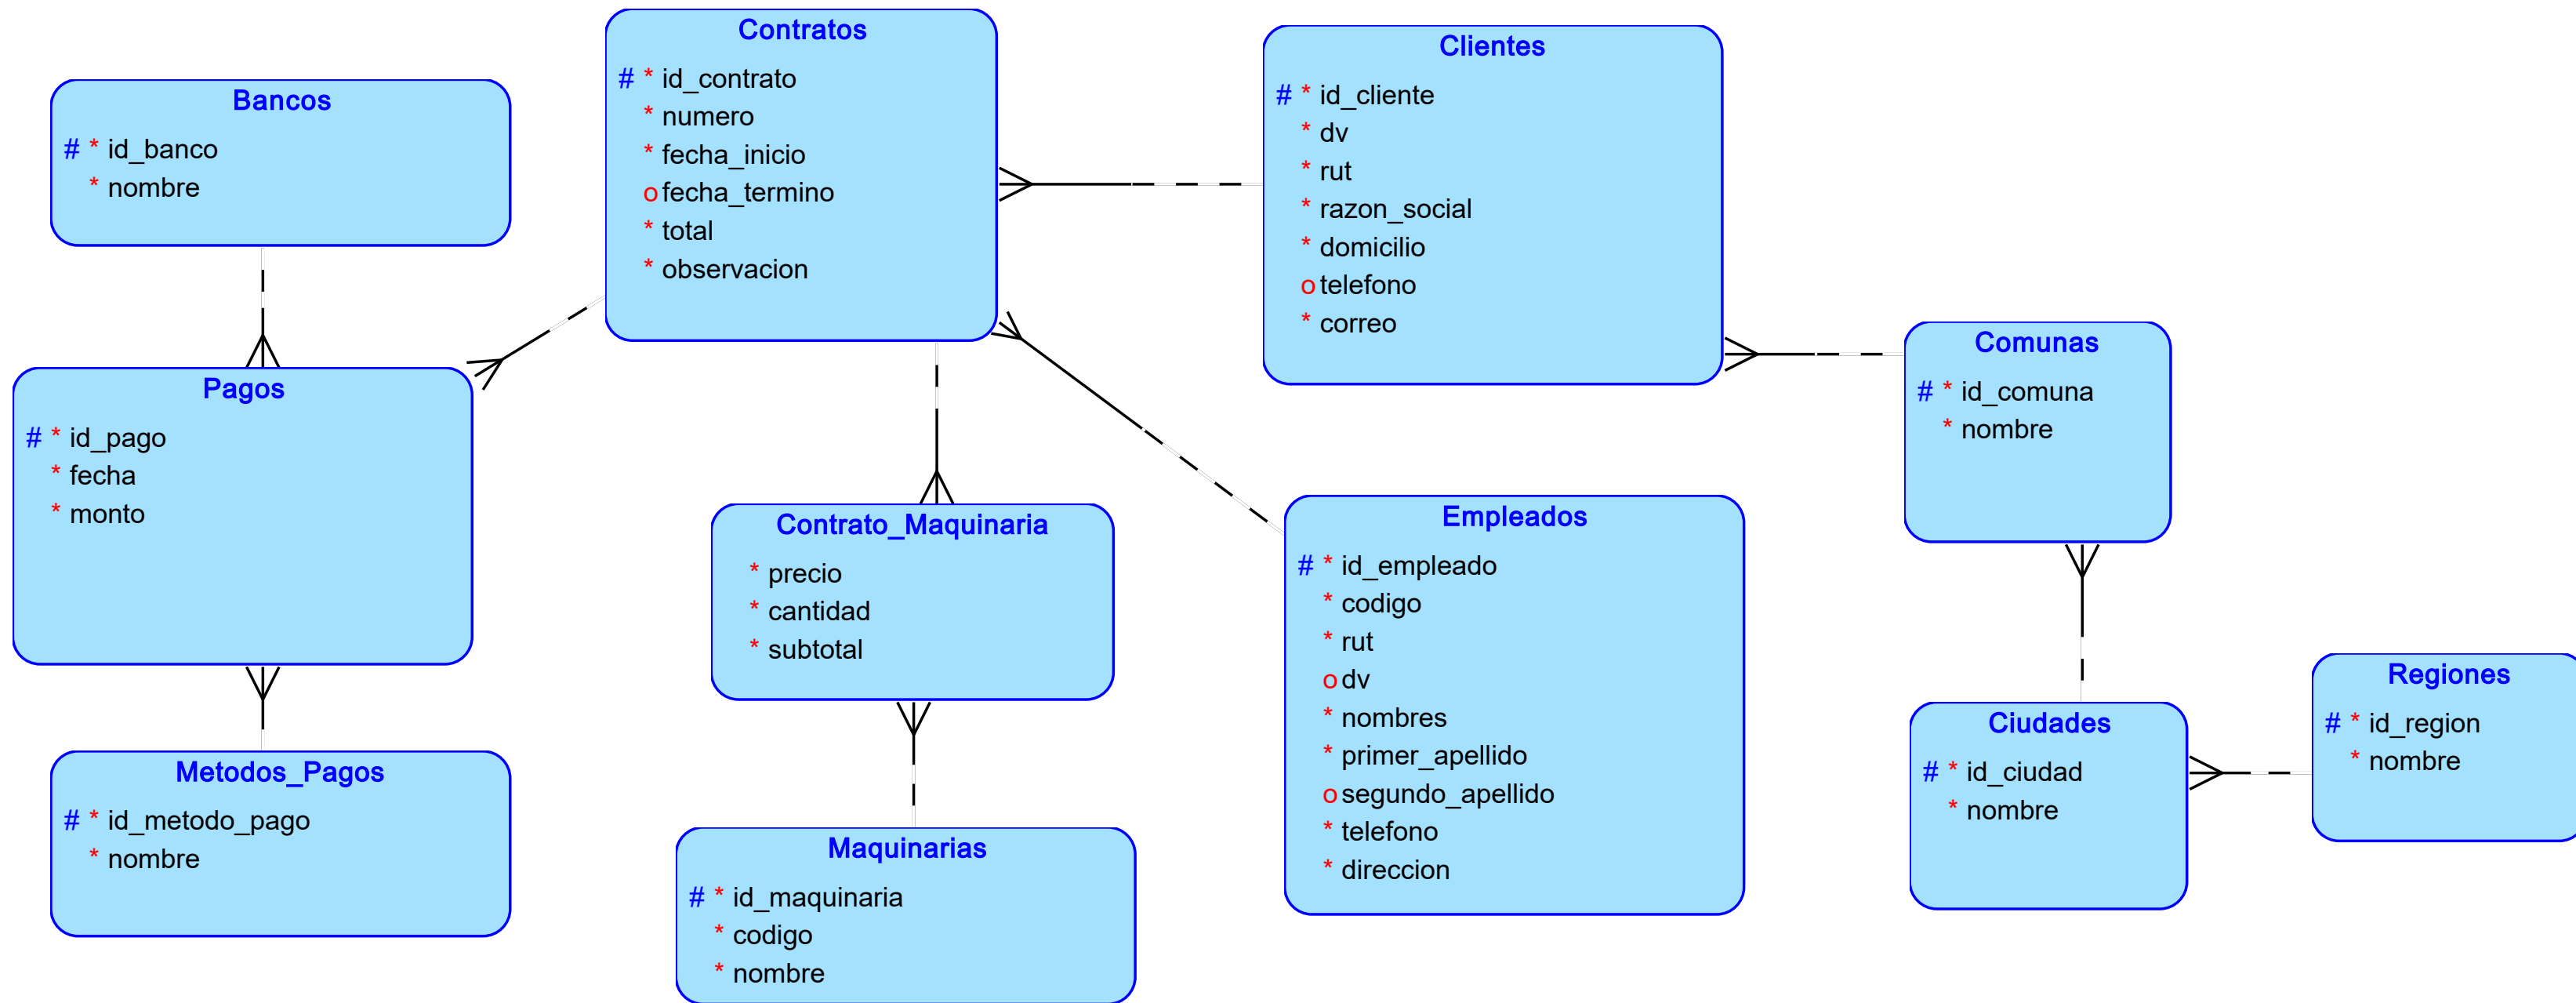 Bancos
# * id_banco
* nombre
Pagos
# * id_pago
* fecha
* monto
Metodos_Pagos
# * id_metodo_pago
* nombre
Contratos
# * id_contrato
* numero
* fecha_inicio
o fecha_termino
* total
* observacion
Contrato_Maquinaria
* precio
* cantidad
* subtotal
Maquinarias
# * id_maquinaria
* codigo
* nombre
Clientes
# * id_cliente
* dv
* rut
* razon_social
* domicilio
o telefono
* correo
Empleados
# * id_empleado
* codigo
* rut
o dv
* nombres
* primer_apellido
o segundo_apellido
* telefono
* direccion
Comunas
# * id_comuna
* nombre
Ciudades
# * id_ciudad
* nombre
Regiones
# * id_region
* nombre